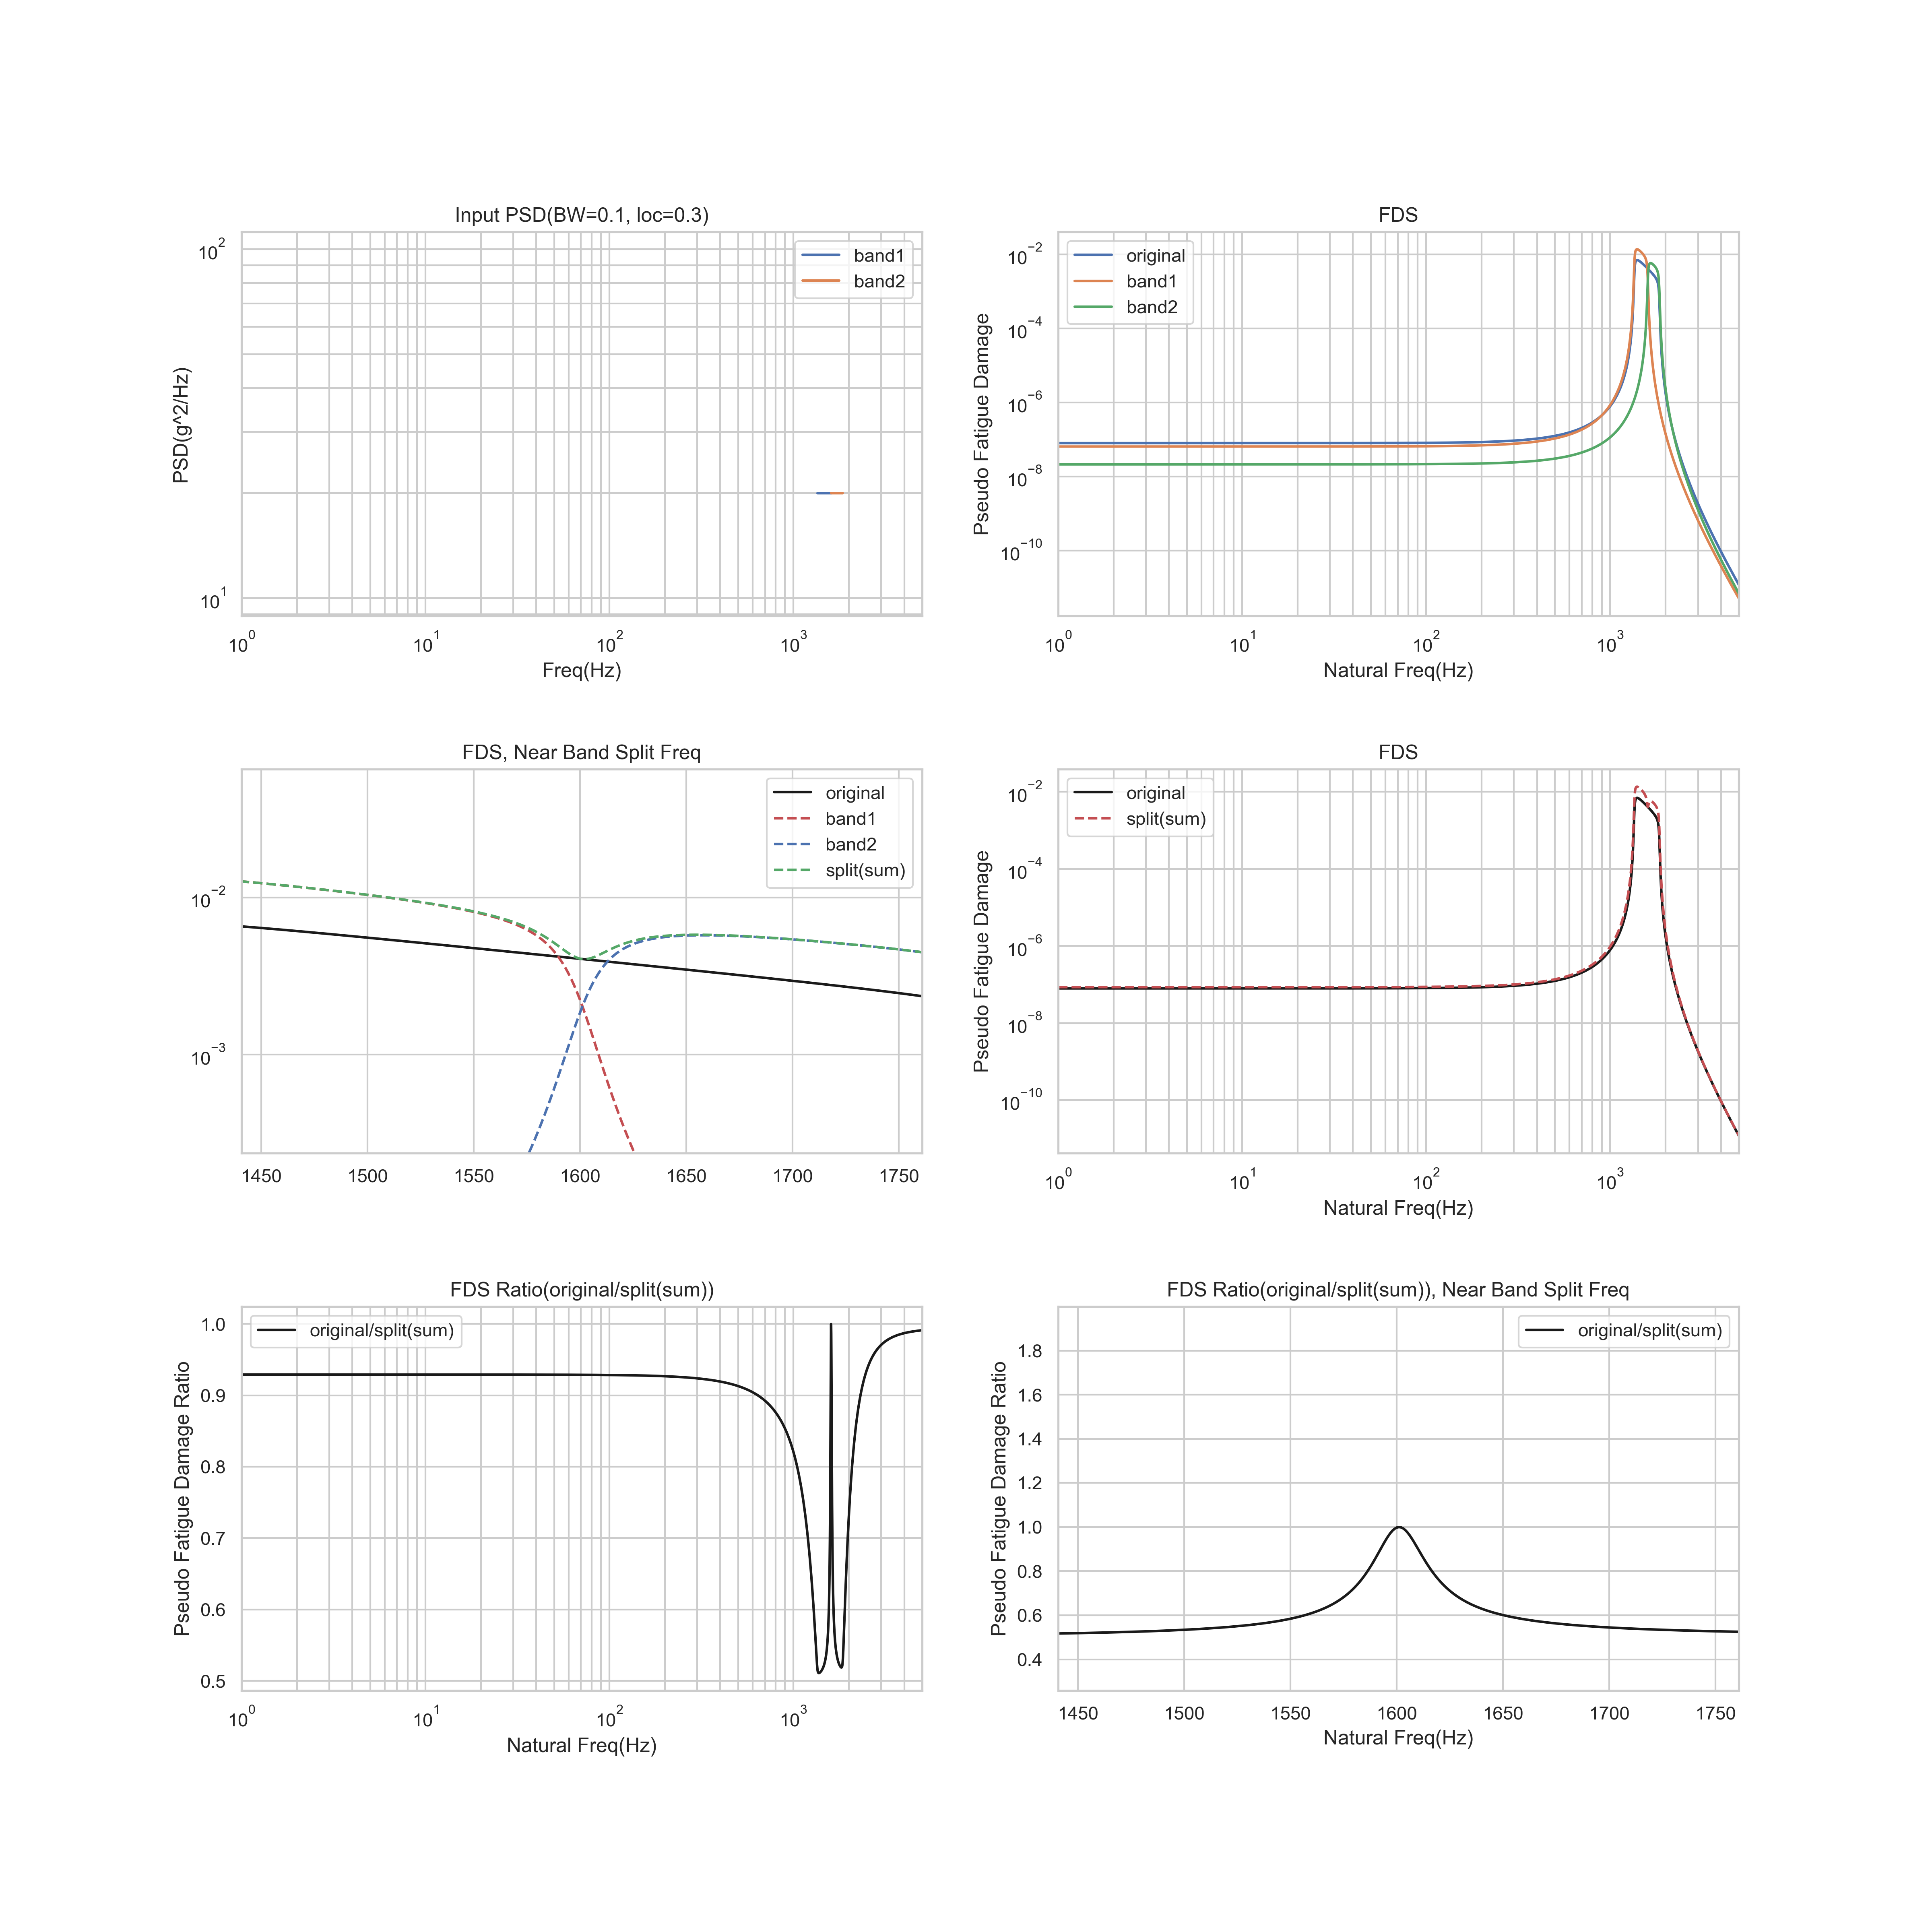 Input PSD(BW=0.1, loc=0.3)
PSD(g^2/Hz)
10^2
10^1
band1
band2
10^0 10^1 10^2 10^3
Freq(Hz)
FDS
Pseudo Fatigue Damage
10^−2
10^−4
10^−6
10^−8
10^−10
original
band1
band2
10^0 10^1 10^2 10^3
Natural Freq(Hz)
FDS, Near Band Split Freq
10^−2
10^−3
original
band1
band2
split(sum)
1450 1500 1550 1600 1650 1700 1750
FDS
Pseudo Fatigue Damage
10^−2
10^−4
10^−6
10^−8
10^−10
original
split(sum)
10^0 10^1 10^2 10^3
Natural Freq(Hz)
FDS Ratio(original/split(sum))
Pseudo Fatigue Damage Ratio
1.0
0.9
0.8
0.7
0.6
0.5
original/split(sum)
10^0 10^1 10^2 10^3
Natural Freq(Hz)
FDS Ratio(original/split(sum)), Near Band Split Freq
Pseudo Fatigue Damage Ratio
1.8
1.6
1.4
1.2
1.0
0.8
0.6
0.4
original/split(sum)
1450 1500 1550 1600 1650 1700 1750
Natural Freq(Hz)